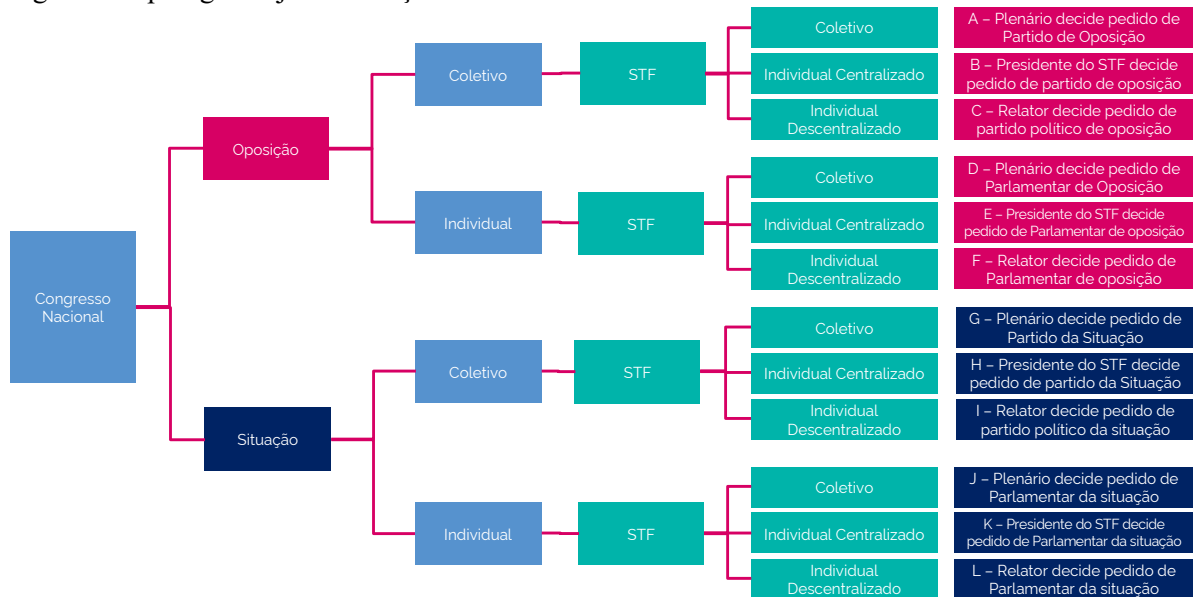 Coletivo
A – Plenário decide pedido de
Partido de Oposição
Coletivo
STF
Individual Centralizado
B – Presidente do STF decide
pedido de partido de oposição
Individual
Descentralizado
C – Relator decide pedido de
partido político de oposição
Oposição
Coletivo
D – Plenário decide pedido de
Parlamentar de Oposição
Individual
STF
Individual Centralizado
E – Presidente do STF decide
pedido de Parlamentar de oposição
Individual
Descentralizado
F – Relator decide pedido de
Parlamentar de oposição
Congresso
Nacional
Coletivo
G – Plenário decide pedido de
Partido da Situação
Coletivo
STF
Individual Centralizado
H – Presidente do STF decide
pedido de partido da Situação
Individual
Descentralizado
I – Relator decide pedido de
partido político da situação
Situação
Coletivo
J – Plenário decide pedido de
Parlamentar da situação
Individual
STF
Individual Centralizado
K – Presidente do STF decide
pedido de Parlamentar da situação
Individual
Descentralizado
L – Relator decide pedido de
Parlamentar da situação